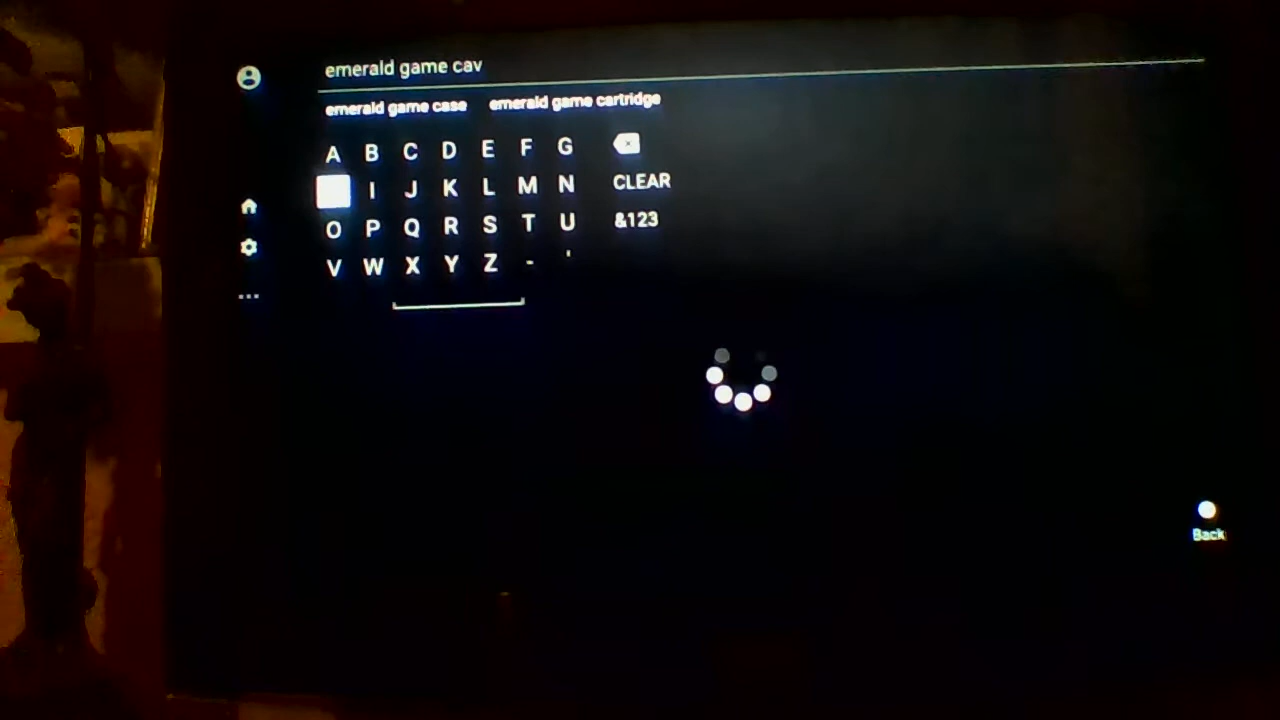 emerald game cav
emerald game case emerald game cartridge
A B C D E F G
I J K L M N CLEAR
O P Q R S T U &123
V W X Y Z - '
Back